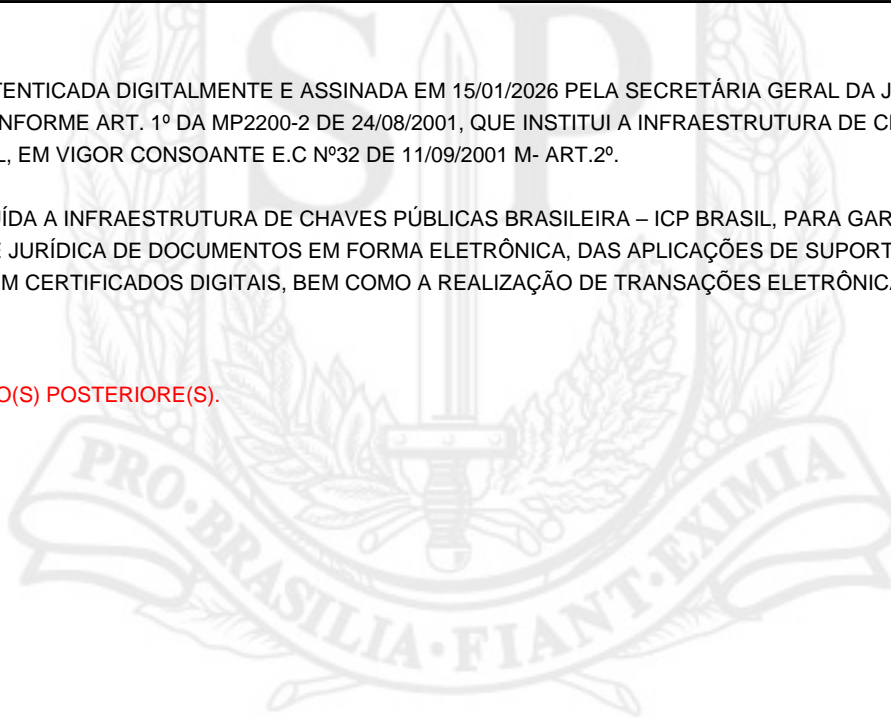 TENTICADA DIGITALMENTE E ASSINADA EM 15/01/2026 PELA SECRETÁRIA GERAL DA J
NFORME ART. 1º DA MP2200-2 DE 24/08/2001, QUE INSTITUI A INFRAESTRUTURA DE C
L, EM VIGOR CONSOANTE E.C Nº32 DE 11/09/2001 M- ART.2º.
UÍDA A INFRAESTRUTURA DE CHAVES PÚBLICAS BRASILEIRA – ICP BRASIL, PARA GAR
E JURÍDICA DE DOCUMENTOS EM FORMA ELETRÔNICA, DAS APLICAÇÕES DE SUPORT
M CERTIFICADOS DIGITAIS, BEM COMO A REALIZAÇÃO DE TRANSAÇÕES ELETRÔNICA
O(S) POSTERIORE(S).
SP
PRO•BRASILIA•FIANT•EXIMIA